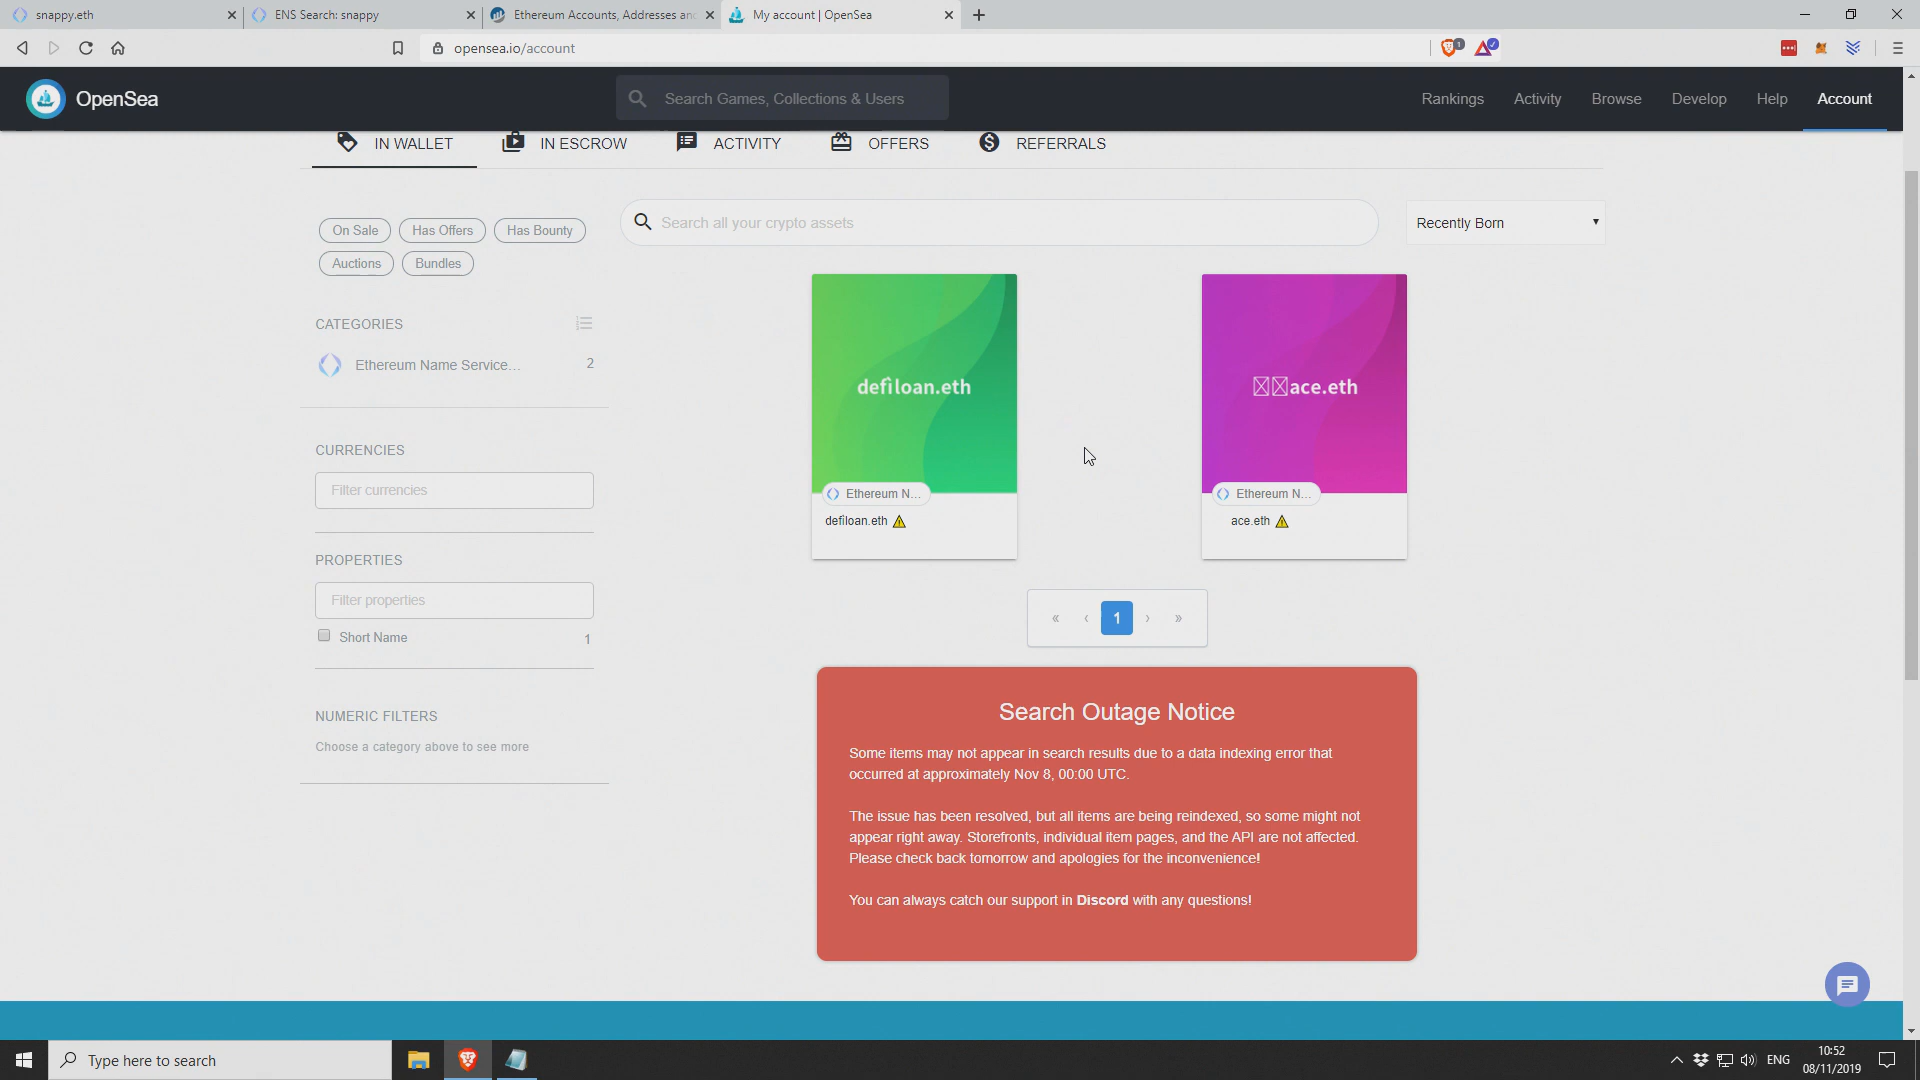 snappy.eth
ENS Search: snappy
Ethereum Accounts, Addresses an
My account | OpenSea
opensea.io/account
1
OpenSea
Search Games, Collections & Users
Rankings
Activity
Browse
Develop
Help
Account
IN WALLET
IN ESCROW
ACTIVITY
OFFERS
REFERRALS
On Sale
Has Offers
Has Bounty
Auctions
Bundles
Search all your crypto assets
Recently Born
CATEGORIES
Ethereum Name Service...
2
CURRENCIES
Filter currencies
PROPERTIES
Filter properties
Short Name
1
NUMERIC FILTERS
Choose a category above to see more
defìloan.eth
Ethereum N...
defìloan.eth
ace.eth
Ethereum N...
ace.eth
« ‹ 1 › »
Search Outage Notice
Some items may not appear in search results due to a data indexing error that
occurred at approximately Nov 8, 00:00 UTC.
The issue has been resolved, but all items are being reindexed, so some might not
appear right away. Storefronts, individual item pages, and the API are not affected.
Please check back tomorrow and apologies for the inconvenience!
You can always catch our support in Discord with any questions!
Type here to search
ENG
10:52
08/11/2019